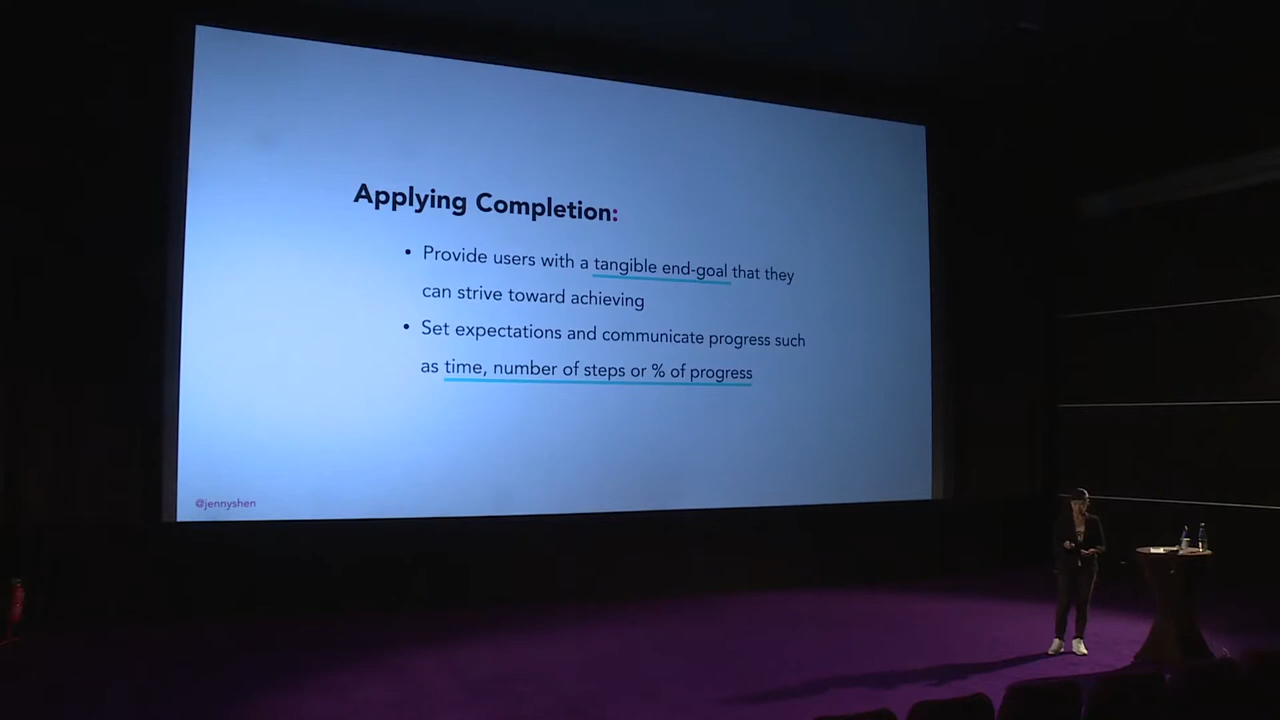 Applying Completion:
• Provide users with a tangible end-goal that they
can strive toward achieving
• Set expectations and communicate progress such
as time, number of steps or % of progress
@jennyshen